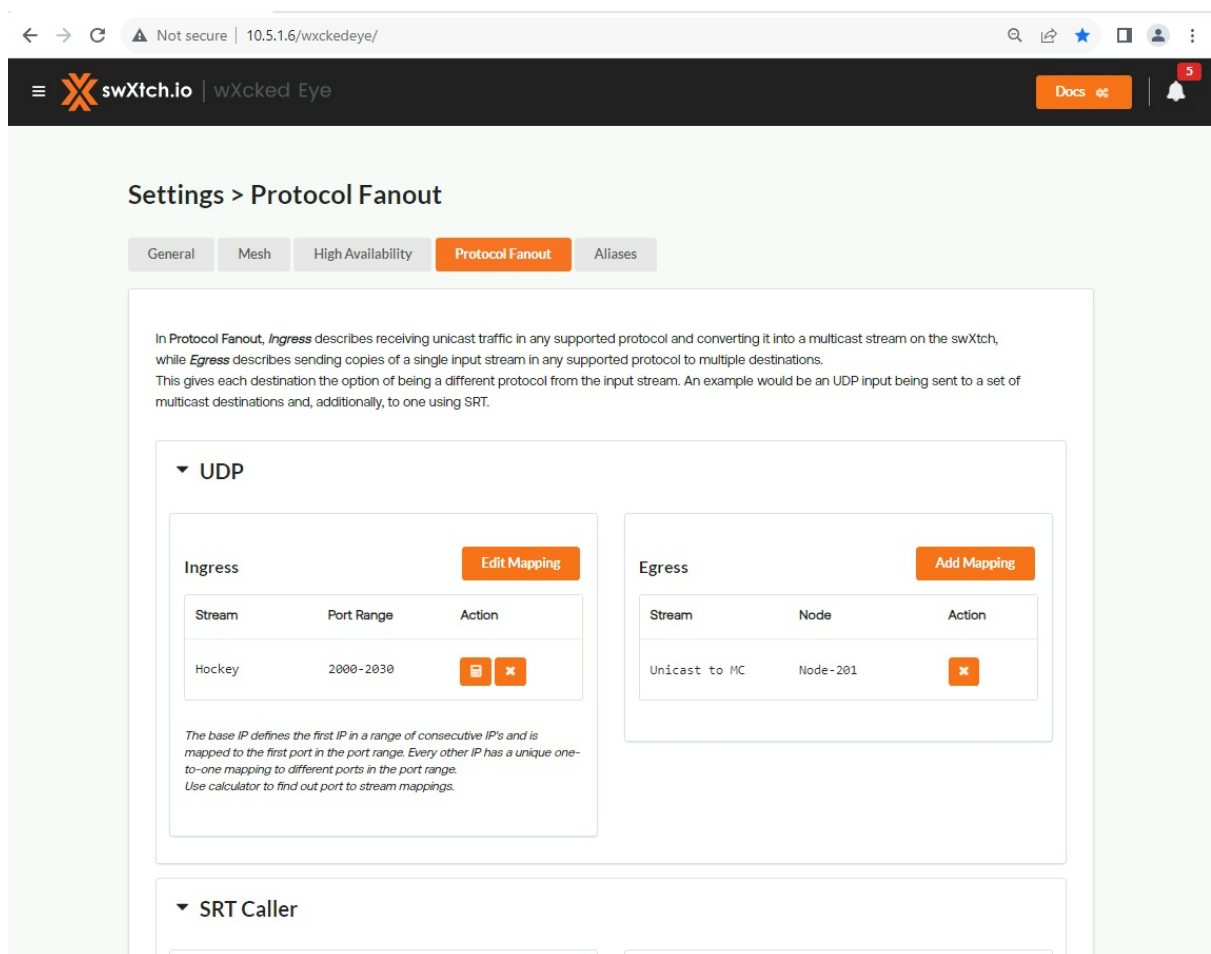 Not secure | 10.5.1.6/wxckedeye/
swXtch.io | wXcked Eye
Docs
5
Settings > Protocol Fanout
General Mesh High Availability Protocol Fanout Aliases
In Protocol Fanout, Ingress describes receiving unicast traffic in any supported protocol and converting it into a multicast stream on the swXtch,
while Egress describes sending copies of a single input stream in any supported protocol to multiple destinations.
This gives each destination the option of being a different protocol from the input stream. An example would be an UDP input being sent to a set of
multicast destinations and, additionally, to one using SRT.
UDP
Ingress
Edit Mapping
Stream Port Range Action
Hockey 2000-2030
The base IP defines the first IP in a range of consecutive IP's and is
mapped to the first port in the port range. Every other IP has a unique one-
to-one mapping to different ports in the port range.
Use calculator to find out port to stream mappings.
Egress
Add Mapping
Stream Node Action
Unicast to MC Node-201
SRT Caller